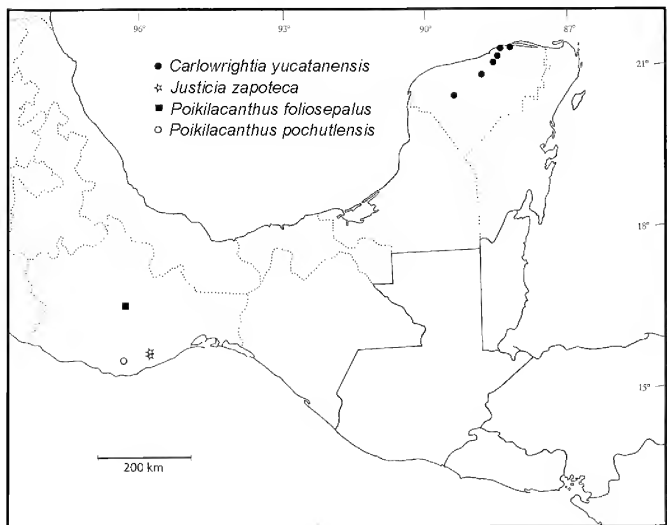 96° 93° 90° 87°
21°
Carlowrightia yucatanensis
Justicia zapoteca
Poikilacanthus foliosepalus
Poikilacanthus pochutlensis
18°
15°
200 km